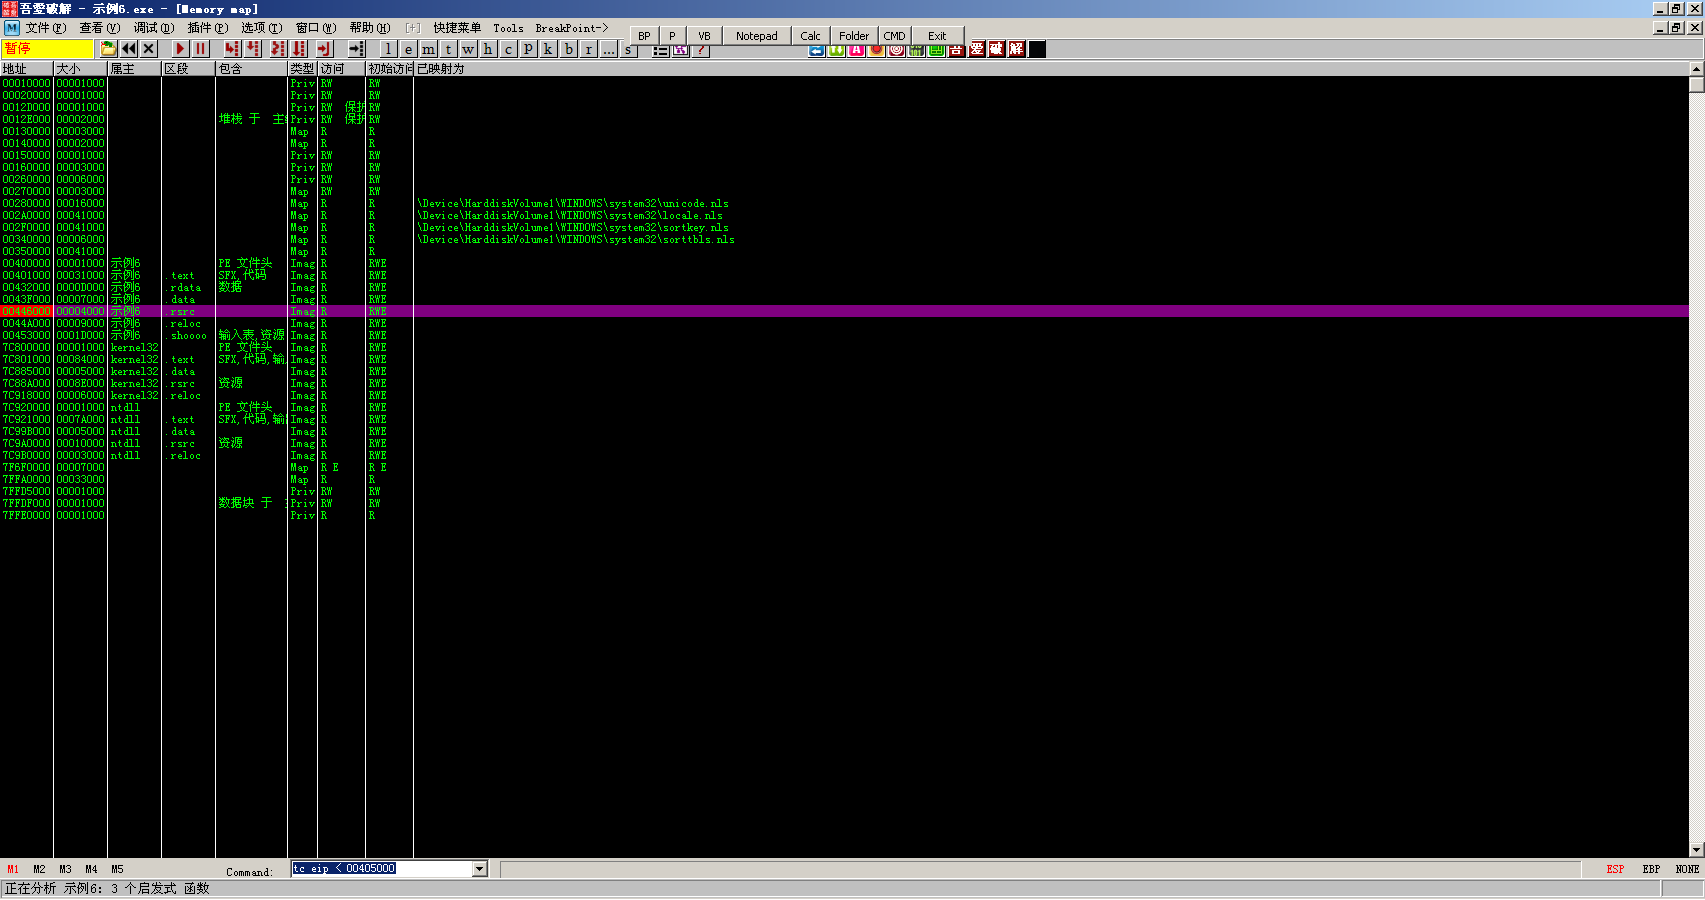 吾愛破解 - 示例6.exe - [Memory map]
文件(F) 查看(V) 调试(D) 插件(P) 选项(T) 窗口(W) 帮助(H) [+] 快捷菜单 Tools BreakPoint->
BP P VB Notepad Calc Folder CMD Exit
暂停 l e m t w h c p k b r ... s 吾 爱 破 解
地址 大小 属主 区段 包含 类型 访问 初始访问 已映射为
00010000 00001000 Priv RW RW
00020000 00001000 Priv RW RW
0012D000 00001000 Priv RW 保护 RW
0012E000 00002000 堆栈 于 主 Priv RW 保护 RW
00130000 00003000 Map R R
00140000 00002000 Map R R
00150000 00001000 Priv RW RW
00160000 00003000 Priv RW RW
00260000 00006000 Priv RW RW
00270000 00003000 Map RW RW
00280000 00016000 Map R R \Device\HarddiskVolume1\WINDOWS\system32\unicode.nls
002A0000 00041000 Map R R \Device\HarddiskVolume1\WINDOWS\system32\locale.nls
002F0000 00041000 Map R R \Device\HarddiskVolume1\WINDOWS\system32\sortkey.nls
00340000 00006000 Map R R \Device\HarddiskVolume1\WINDOWS\system32\sorttbls.nls
00350000 00041000 Map R R
00400000 00001000 示例6 PE 文件头 Imag R RWE
00401000 00031000 示例6 .text SFX,代码 Imag R RWE
00432000 0000D000 示例6 .rdata 数据 Imag R RWE
0043F000 00007000 示例6 .data Imag R RWE
00446000 00004000 示例6 .rsrc Imag R RWE
0044A000 00009000 示例6 .reloc Imag R RWE
00453000 0001D000 示例6 .shoooo 输入表,资源 Imag R RWE
7C800000 00001000 kernel32 PE 文件头 Imag R RWE
7C801000 00084000 kernel32 .text SFX,代码,输 Imag R RWE
7C885000 00005000 kernel32 .data Imag R RWE
7C88A000 0008E000 kernel32 .rsrc 资源 Imag R RWE
7C918000 00006000 kernel32 .reloc Imag R RWE
7C920000 00001000 ntdll PE 文件头 Imag R RWE
7C921000 0007A000 ntdll .text SFX,代码,输 Imag R RWE
7C99B000 00005000 ntdll .data Imag R RWE
7C9A0000 00010000 ntdll .rsrc 资源 Imag R RWE
7C9B0000 00003000 ntdll .reloc Imag R RWE
7F6F0000 00007000 Map R E R E
7FFA0000 00033000 Map R R
7FFD5000 00001000 Priv RW RW
7FFDF000 00001000 数据块 于 Priv RW RW
7FFE0000 00001000 Priv R R
M1 M2 M3 M4 M5 Command: tc eip < 00405000 ESP EBP NONE
正在分析 示例6: 3 个启发式 函数